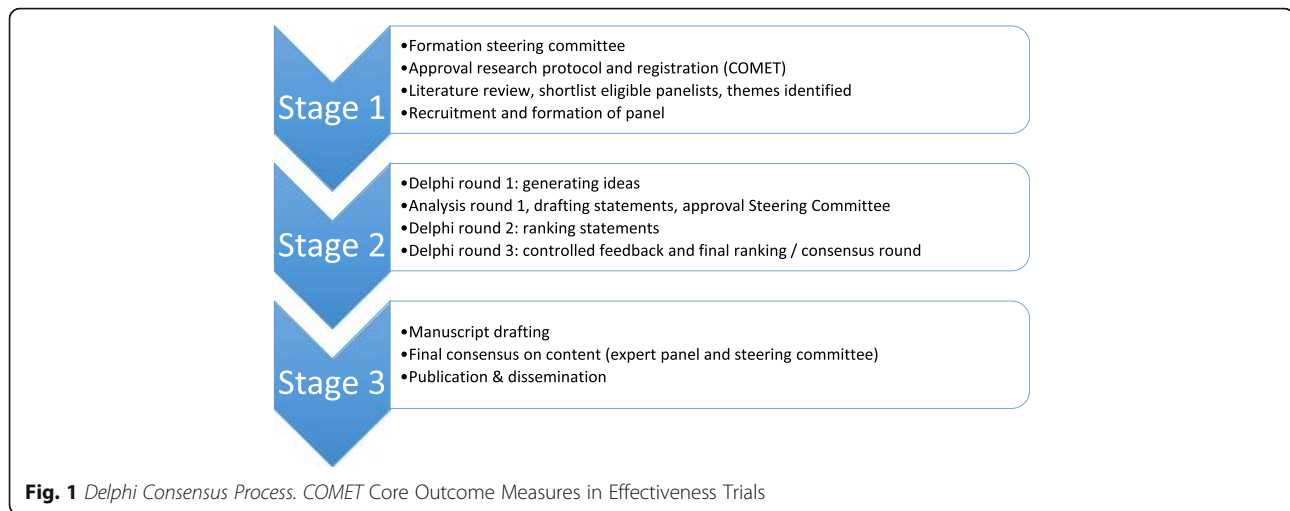 Stage 1
•Formation steering committee
•Approval research protocol and registration (COMET)
•Literature review, shortlist eligible panelists, themes identified
•Recruitment and formation of panel
Stage 2
•Delphi round 1: generating ideas
•Analysis round 1, drafting statements, approval Steering Committee
•Delphi round 2: ranking statements
•Delphi round 3: controlled feedback and final ranking / consensus round
Stage 3
•Manuscript drafting
•Final consensus on content (expert panel and steering committee)
•Publication & dissemination
Fig. 1 Delphi Consensus Process. COMET Core Outcome Measures in Effectiveness Trials